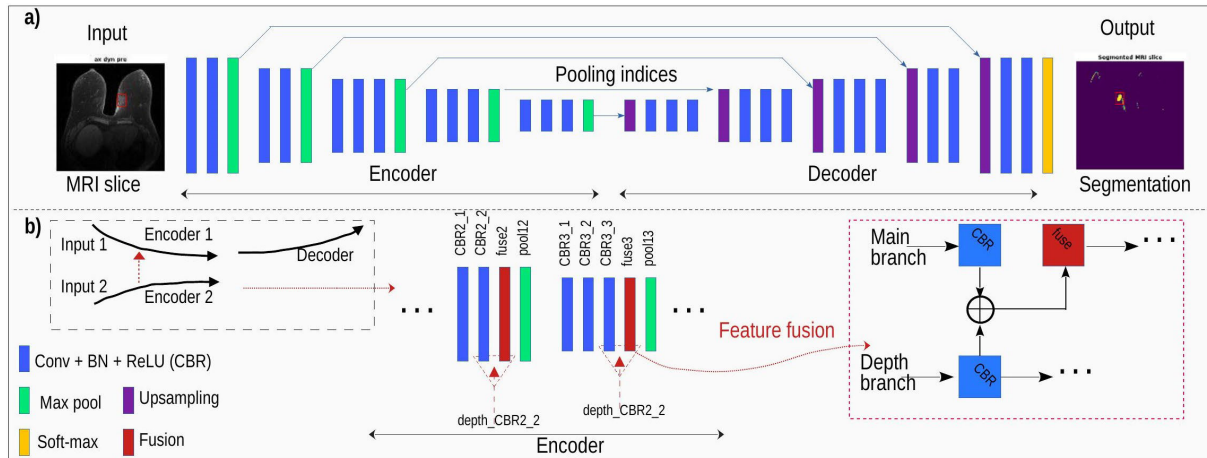 a)
Input
Output
ax dyn pre
Segmented MRI slice
Pooling indices
MRI slice
Encoder
Decoder
Segmentation
b)
Input 1
Encoder 1
Decoder
Input 2
Encoder 2
CBR2_1
CBR2_2
fuse2
pool12
CBR3_1
CBR3_2
CBR3_3
fuse3
pool13
depth_CBR2_2
depth_CBR2_2
Encoder
Feature fusion
Main
branch
CBR
fuse
Depth
branch
CBR
Conv + BN + ReLU (CBR)
Max pool
Upsampling
Soft-max
Fusion